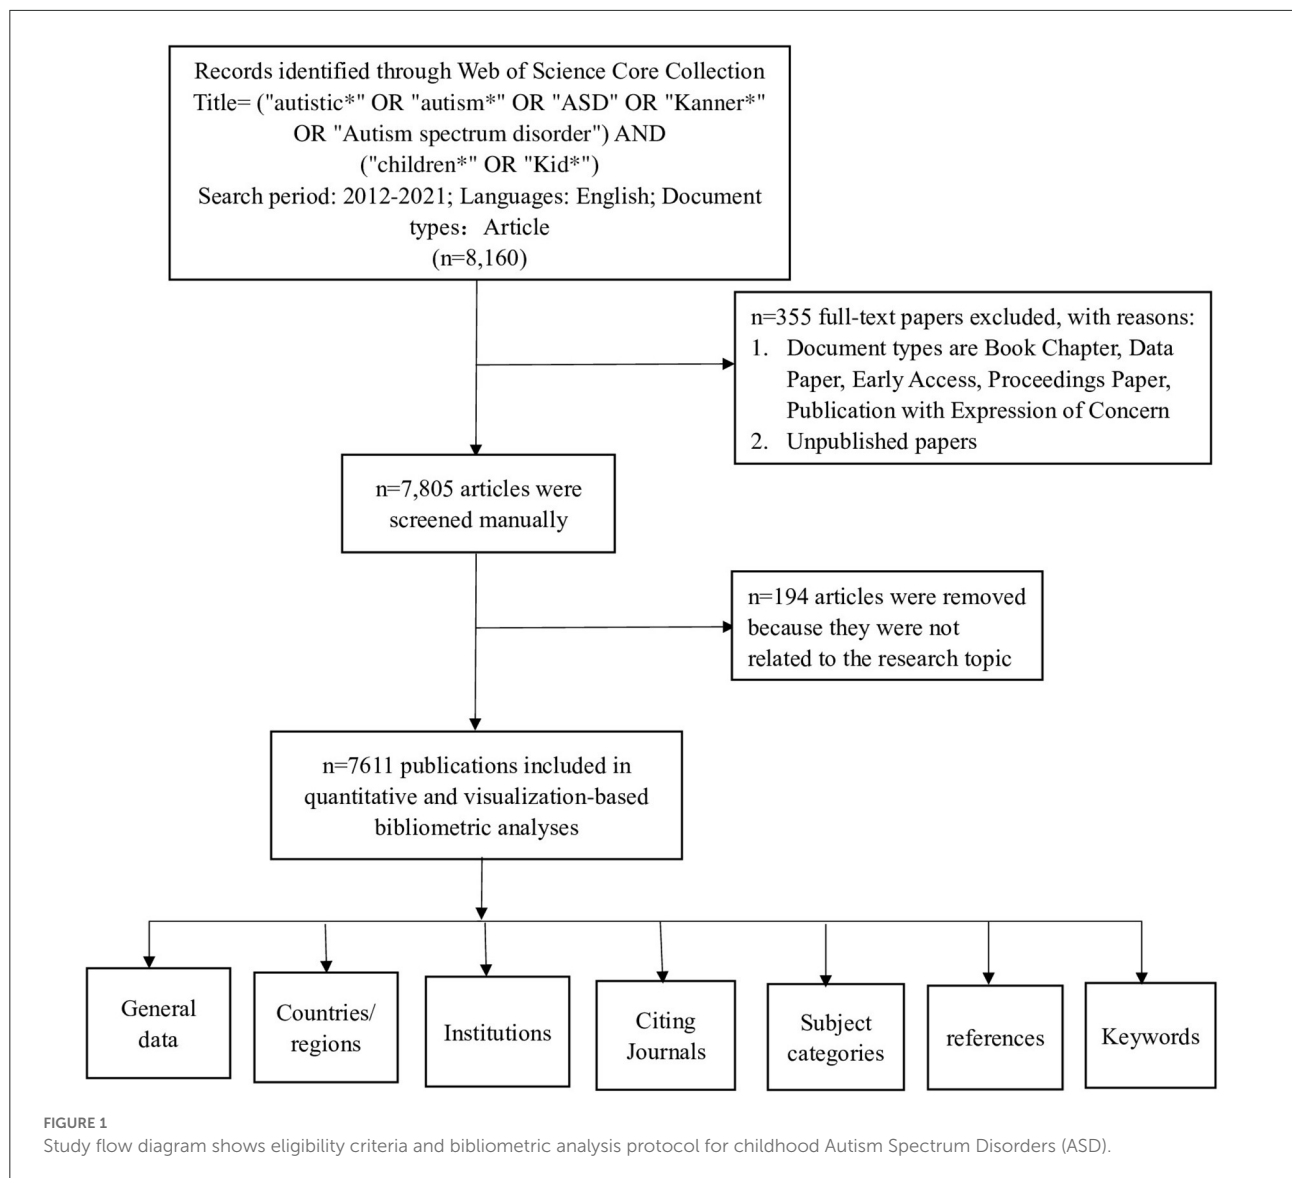 Records identified through Web of Science Core Collection
Title= ("autistic*" OR "autism*" OR "ASD" OR "Kanner*"
OR "Autism spectrum disorder") AND
("children*" OR "Kid*")
Search period: 2012-2021; Languages: English; Document
types：Article
(n=8,160)
n=355 full-text papers excluded, with reasons:
1. Document types are Book Chapter, Data
Paper, Early Access, Proceedings Paper,
Publication with Expression of Concern
2. Unpublished papers
n=7,805 articles were
screened manually
n=194 articles were removed
because they were not
related to the research topic
n=7611 publications included in
quantitative and visualization-based
bibliometric analyses
General
data
Countries/
regions
Institutions
Citing
Journals
Subject
categories
references
Keywords
FIGURE 1
Study flow diagram shows eligibility criteria and bibliometric analysis protocol for childhood Autism Spectrum Disorders (ASD).